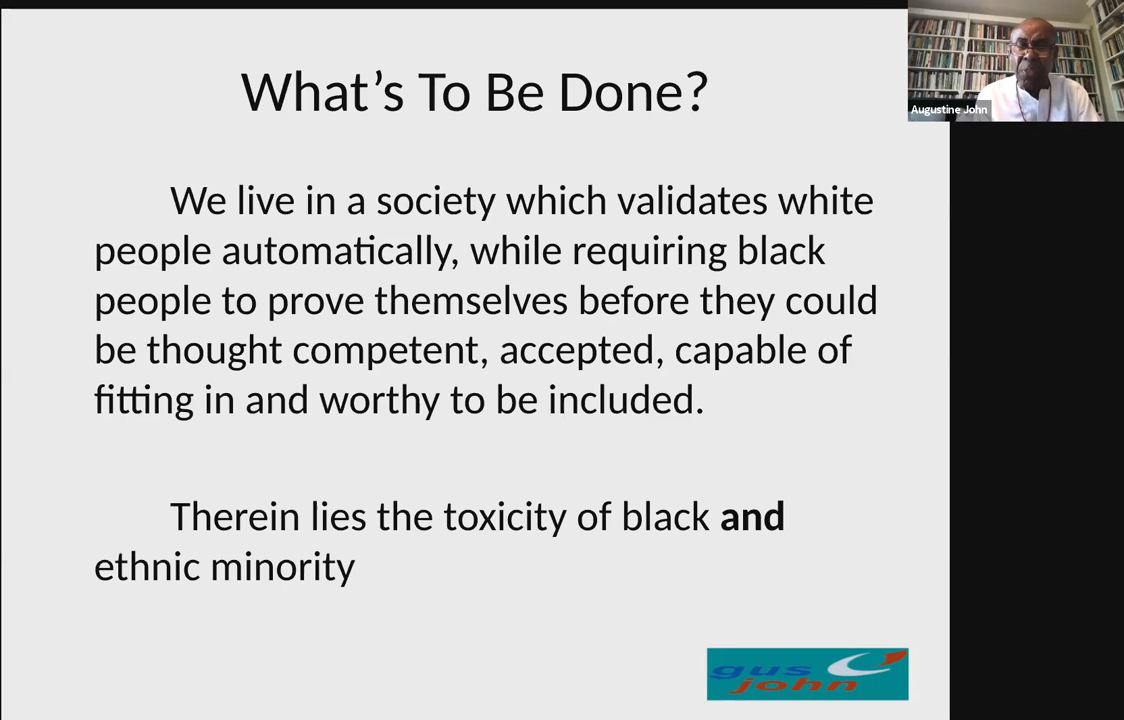 What’s To Be Done?
We live in a society which validates white
people automatically, while requiring black
people to prove themselves before they could
be thought competent, accepted, capable of
fitting in and worthy to be included.
Therein lies the toxicity of black and
ethnic minority
gus
john
Augustine John